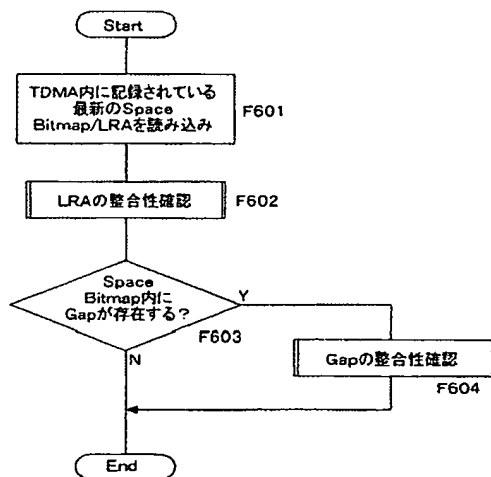 Start
TDMA内に記録されている
最新のSpace
Bitmap/LRAを読み込み
F601
LRAの整合性確認
F602
Space
Bitmap内に
Gapが存在する?
Y
F603
N
Gapの整合性確認
F604
End